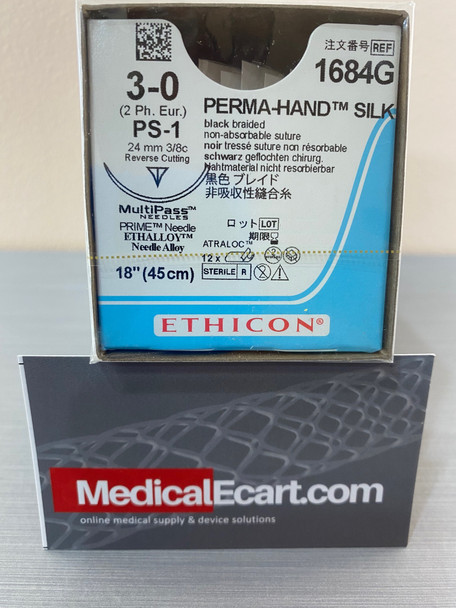 注文番号 REF
1684G
3-0
(2 Ph. Eur.)
PS-1
24 mm 3/8c
Reverse Cutting
MultiPass™
NEEDLES
PRIME™ Needle
ETHALLOY™
Needle Alloy
18" (45cm)
PERMA-HAND™ SILK
black braided
non-absorbable suture
noir tressé suture non résorbable
schwarz geflochten chirurg.
Nahtmaterial nicht resorbierbar
黒色 ブレイド
非吸収性縫合糸
ロット LOT
期限
ATRALOC™
12 x
STERILE R
ETHICON®
MedicalEcart.com
online medical supply & device solutions